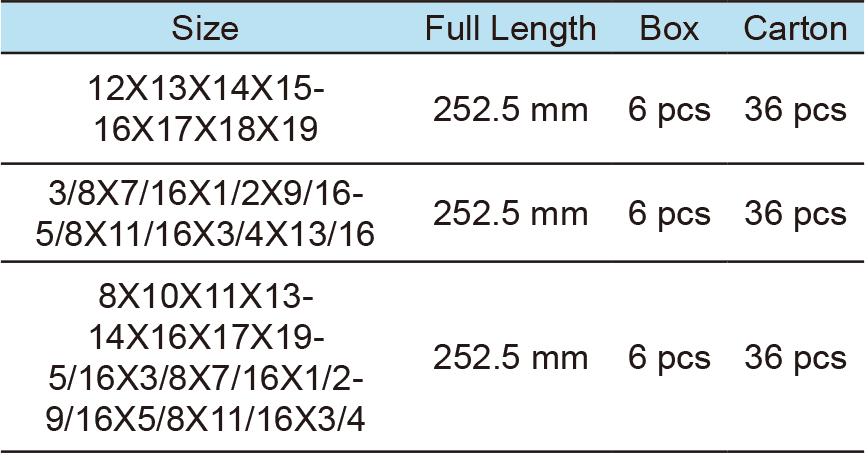 Size Full Length Box Carton
12X13X14X15-
16X17X18X19
252.5 mm 6 pcs 36 pcs
3/8X7/16X1/2X9/16-
5/8X11/16X3/4X13/16
252.5 mm 6 pcs 36 pcs
8X10X11X13-
14X16X17X19-
5/16X3/8X7/16X1/2-
9/16X5/8X11/16X3/4
252.5 mm 6 pcs 36 pcs